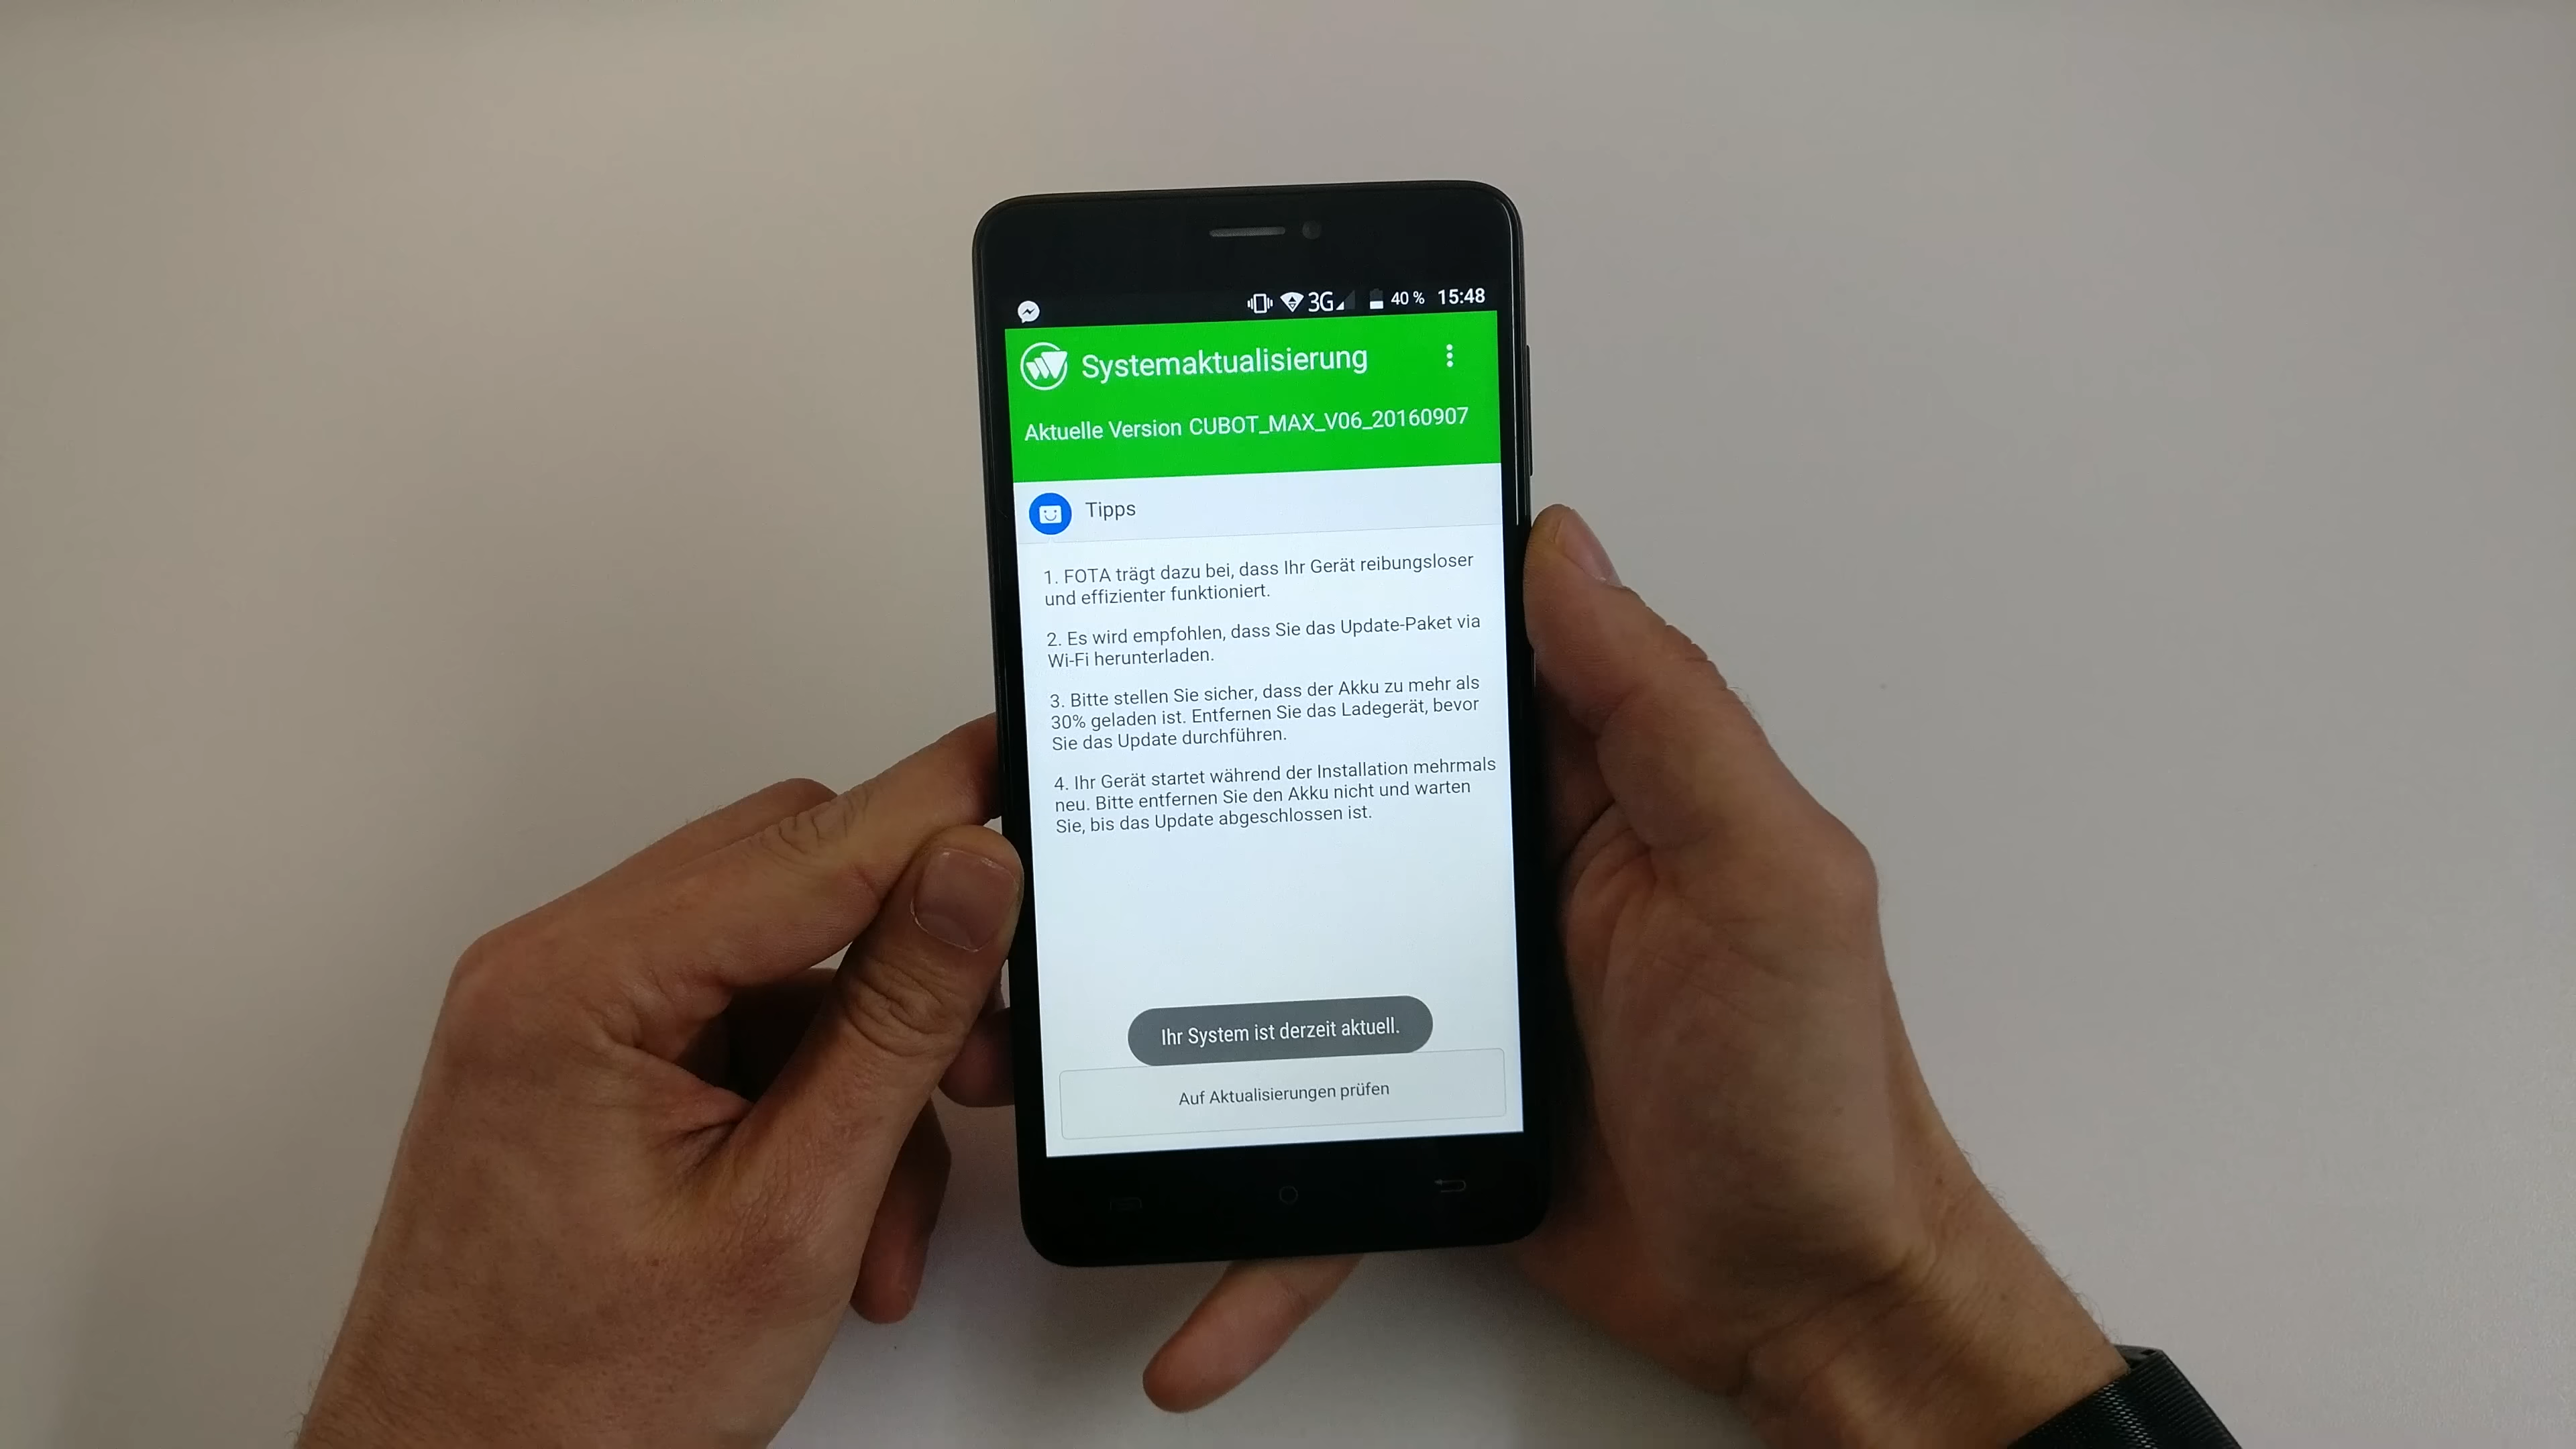 3G 40 % 15:48
Systemaktualisierung
Aktuelle Version CUBOT_MAX_V06_20160907
Tipps
1. FOTA trägt dazu bei, dass Ihr Gerät reibungsloser
und effizienter funktioniert.
2. Es wird empfohlen, dass Sie das Update-Paket via
Wi-Fi herunterladen.
3. Bitte stellen Sie sicher, dass der Akku zu mehr als
30% geladen ist. Entfernen Sie das Ladegerät, bevor
Sie das Update durchführen.
4. Ihr Gerät startet während der Installation mehrmals
neu. Bitte entfernen Sie den Akku nicht und warten
Sie, bis das Update abgeschlossen ist.
Ihr System ist derzeit aktuell.
Auf Aktualisierungen prüfen